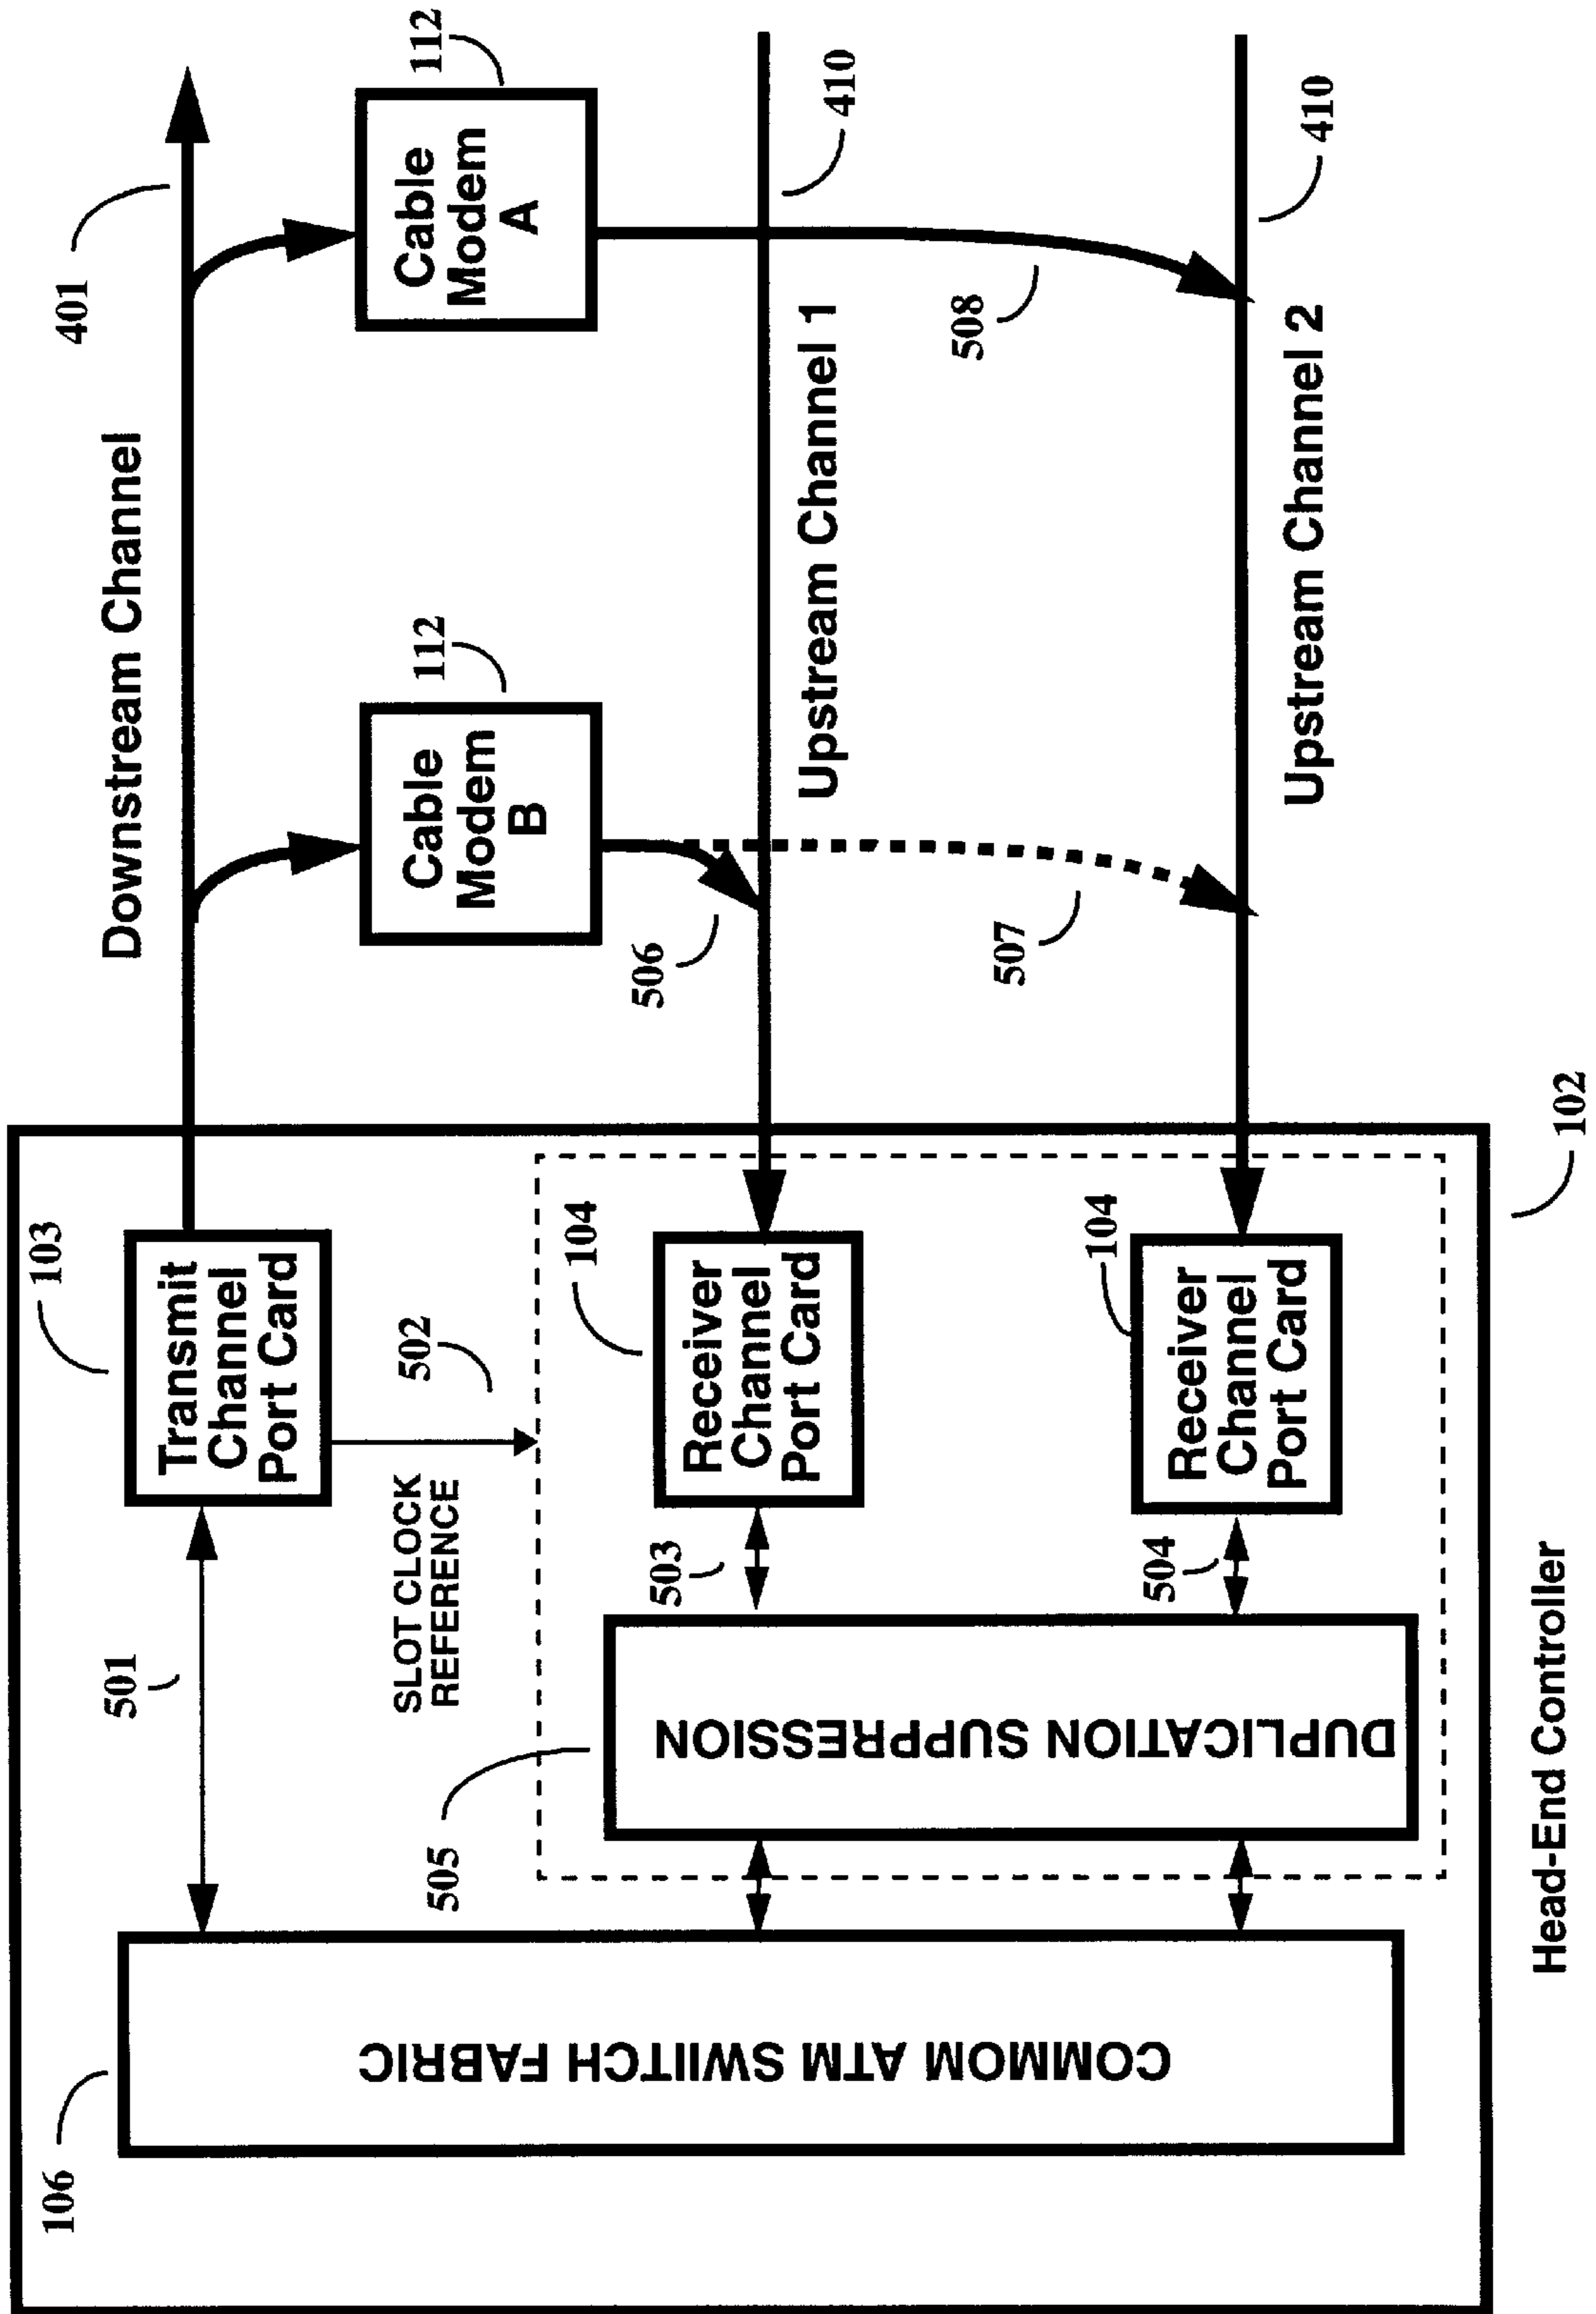 106
COMMOM ATM SWIITCH FABRIC
501
505
DUPLICATION SUPPRESSION
103
Transmit
Channel
Port Card
SLOT CLOCK
REFERENCE
502
503
104
Receiver
Channel
Port Card
504
104
Receiver
Channel
Port Card
Head-End Controller
102
Downstream Channel
401
112
Cable
Modem
B
112
Cable
Modem
A
506
Upstream Channel 1
410
507
508
Upstream Channel 2
410